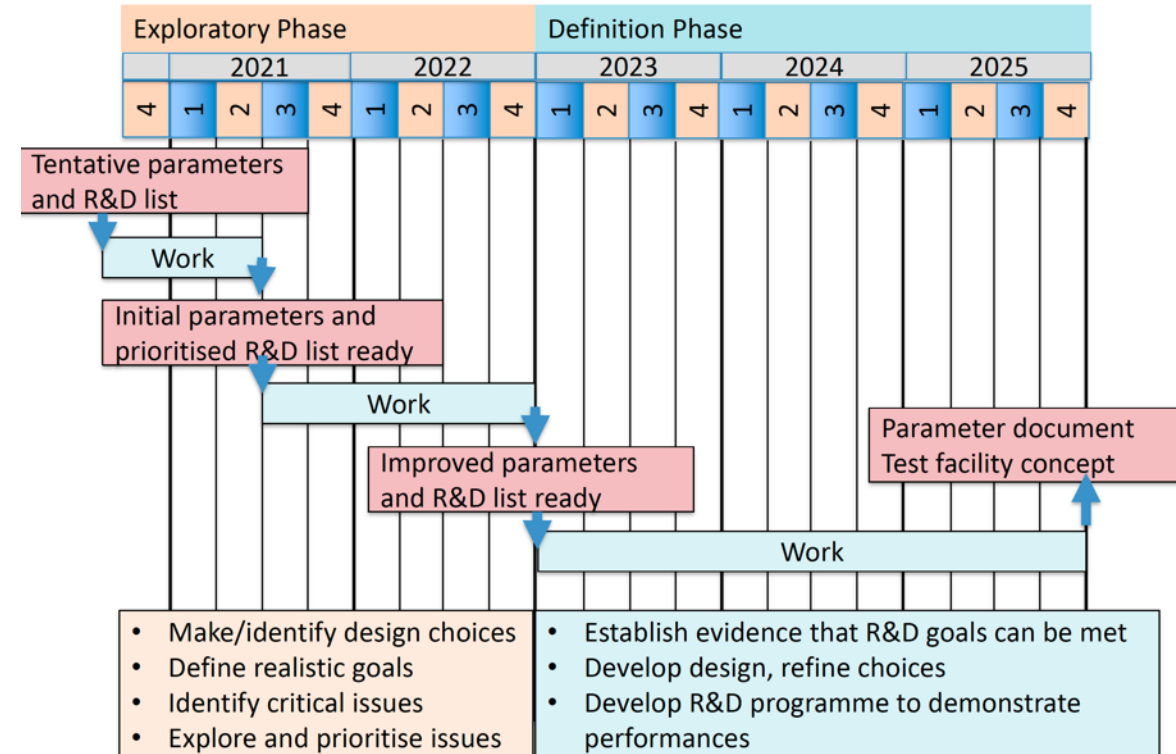 Exploratory Phase
Definition Phase
2021
2022
2023
2024
2025
4 1 2 3 4 1 2 3 4 1 2 3 4 1 2 3 4 1 2 3 4
Tentative parameters
and R&D list
Work
Initial parameters and
prioritised R&D list ready
Work
Improved parameters
and R&D list ready
Parameter document
Test facility concept
Work
• Make/identify design choices
• Define realistic goals
• Identify critical issues
• Explore and prioritise issues
• Establish evidence that R&D goals can be met
• Develop design, refine choices
• Develop R&D programme to demonstrate
performances